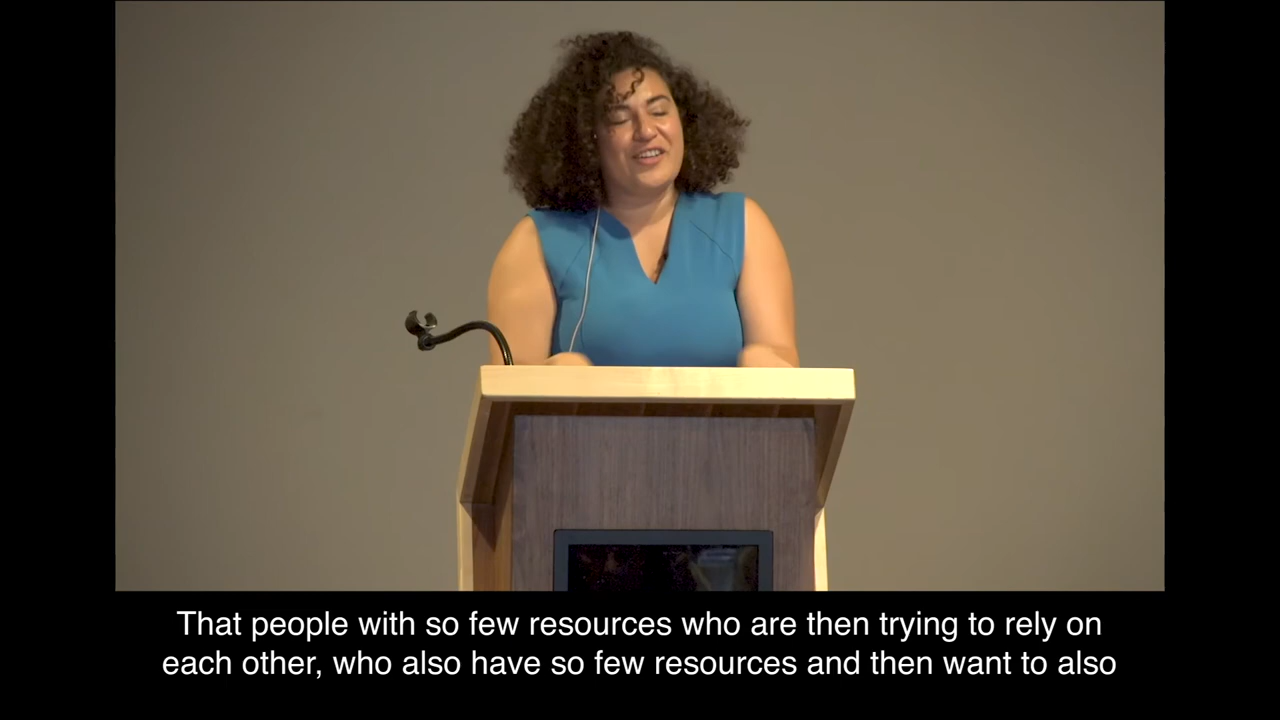 That people with so few resources who are then trying to rely on
each other, who also have so few resources and then want to also